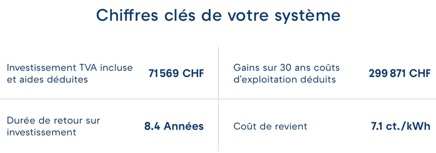 Chiffres clés de votre système
Investissement TVA incluse
et aides déduites
71 569 CHF
Gains sur 30 ans coûts
d'exploitation déduits
299 871 CHF
Durée de retour sur
investissement
8.4 Années
Coût de revient
7.1 ct./kWh